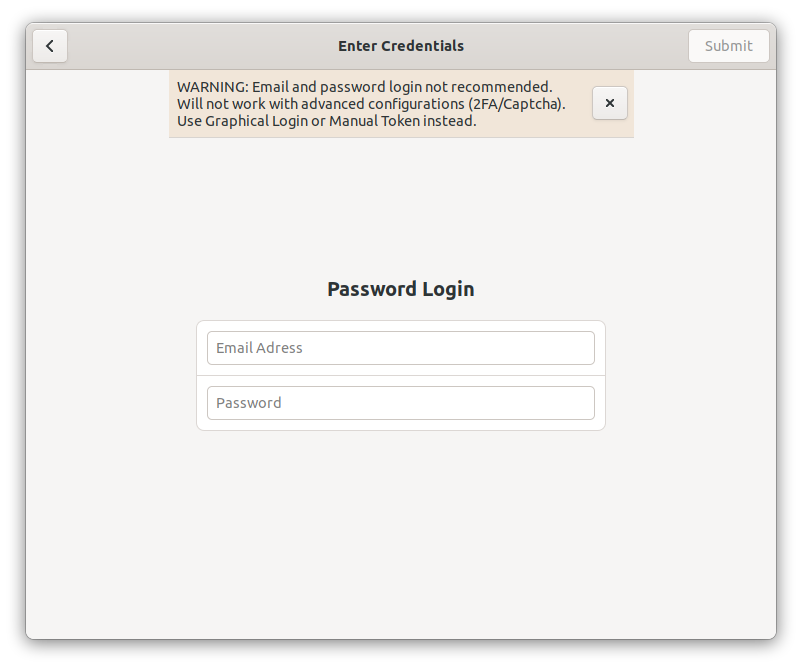 Enter Credentials
Submit
WARNING: Email and password login not recommended.
Will not work with advanced configurations (2FA/Captcha).
Use Graphical Login or Manual Token instead.
Password Login
Email Adress
Password